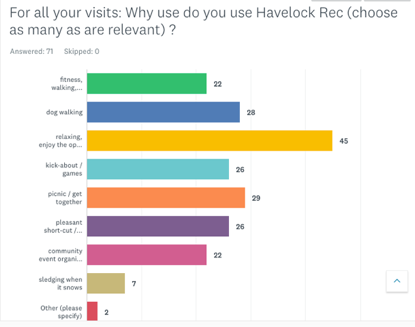 For all your visits: Why use do you use Havelock Rec (choose
as many as are relevant) ?
Answered: 71 Skipped: 0
fitness,
walking,...
22
dog walking
28
relaxing,
enjoy the op...
45
kick-about /
games
26
picnic / get
together
29
pleasant
short-cut /...
26
community
event organi...
22
sledging when
it snows
7
Other (please
specify)
2